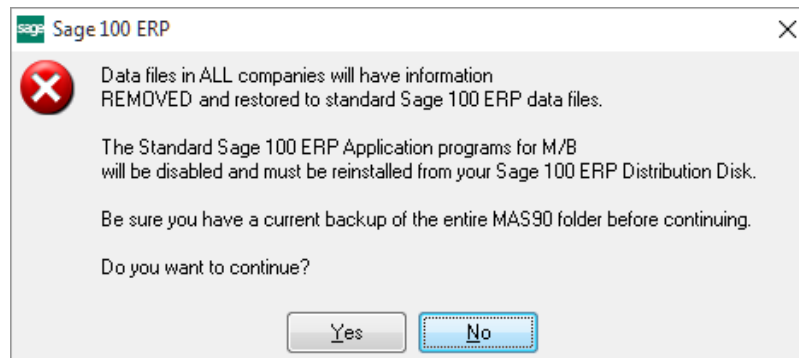 sage Sage 100 ERP
Data files in ALL companies will have information
REMOVED and restored to standard Sage 100 ERP data files.
The Standard Sage 100 ERP Application programs for M/B
will be disabled and must be reinstalled from your Sage 100 ERP Distribution Disk.
Be sure you have a current backup of the entire MAS90 folder before continuing.
Do you want to continue?
Yes No